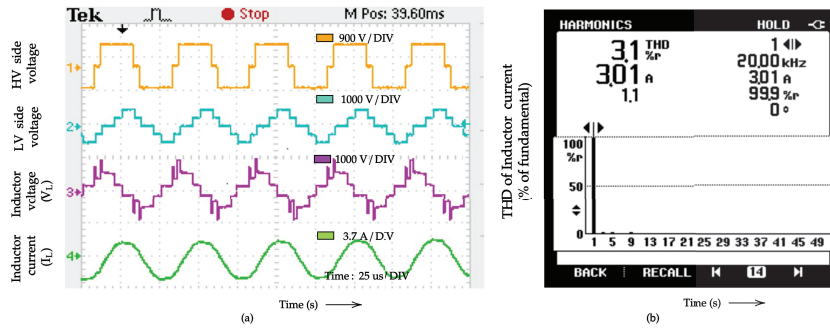 (a)
Tek
Stop
M Pos: 39.60ms
HV side
voltage
1
900 V/DIV
LV side
voltage
2
1000 V/DIV
Inductor
vcltage
(VL)
3
1000 V/DIV
Inductor
current
(IL)
4
3.7 A/D.V
Time: 25 us/DIV
Time (s)
(a)
THD of Inductor current
(% of fundamental)
HARMONICS
HOLD
3.1 THD %r
3.01 A
1.1
1
20.00 kHz
3.01 A
99.9 %r
0 °
100
%r
50
0
1 5 9 13 17 21 25 29 33 37 41 45 49
BACK
RECALL
14
Time (s)
(b)